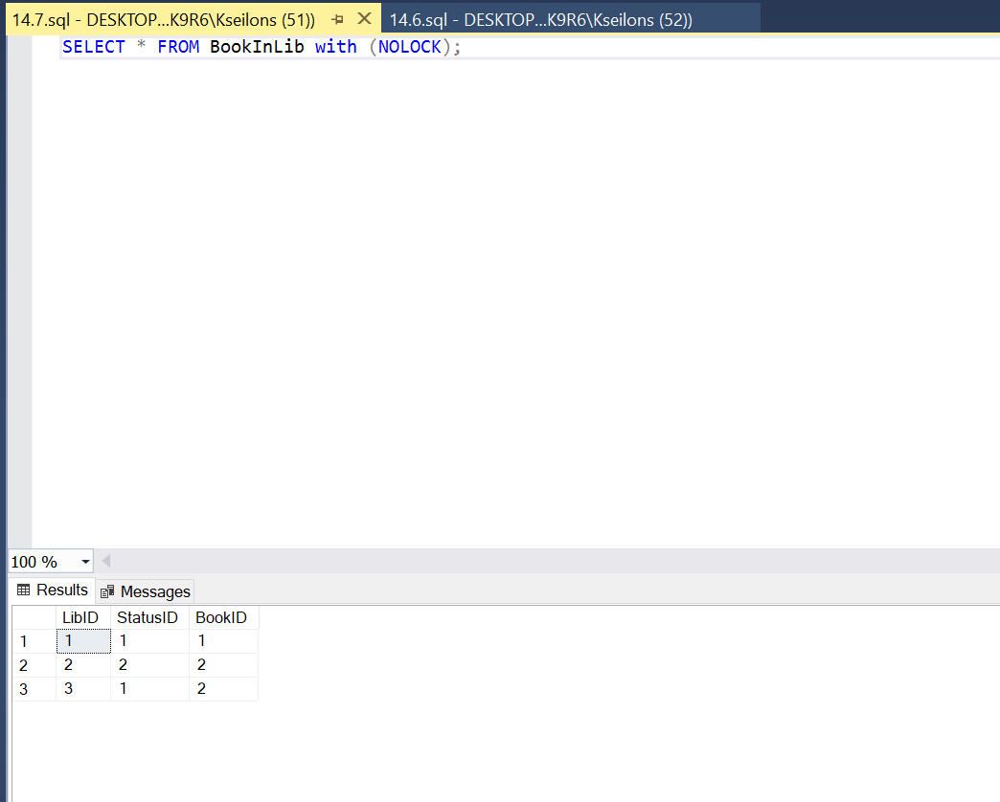 14.7.sql - DESKTOP...K9R6\Kseilons (51)) 14.6.sql - DESKTOP...K9R6\Kseilons (52))
SELECT * FROM BookInLib with (NOLOCK);
100 %
Results Messages
LibID StatusID BookID
1 1 1 1
2 2 2 2
3 3 1 2